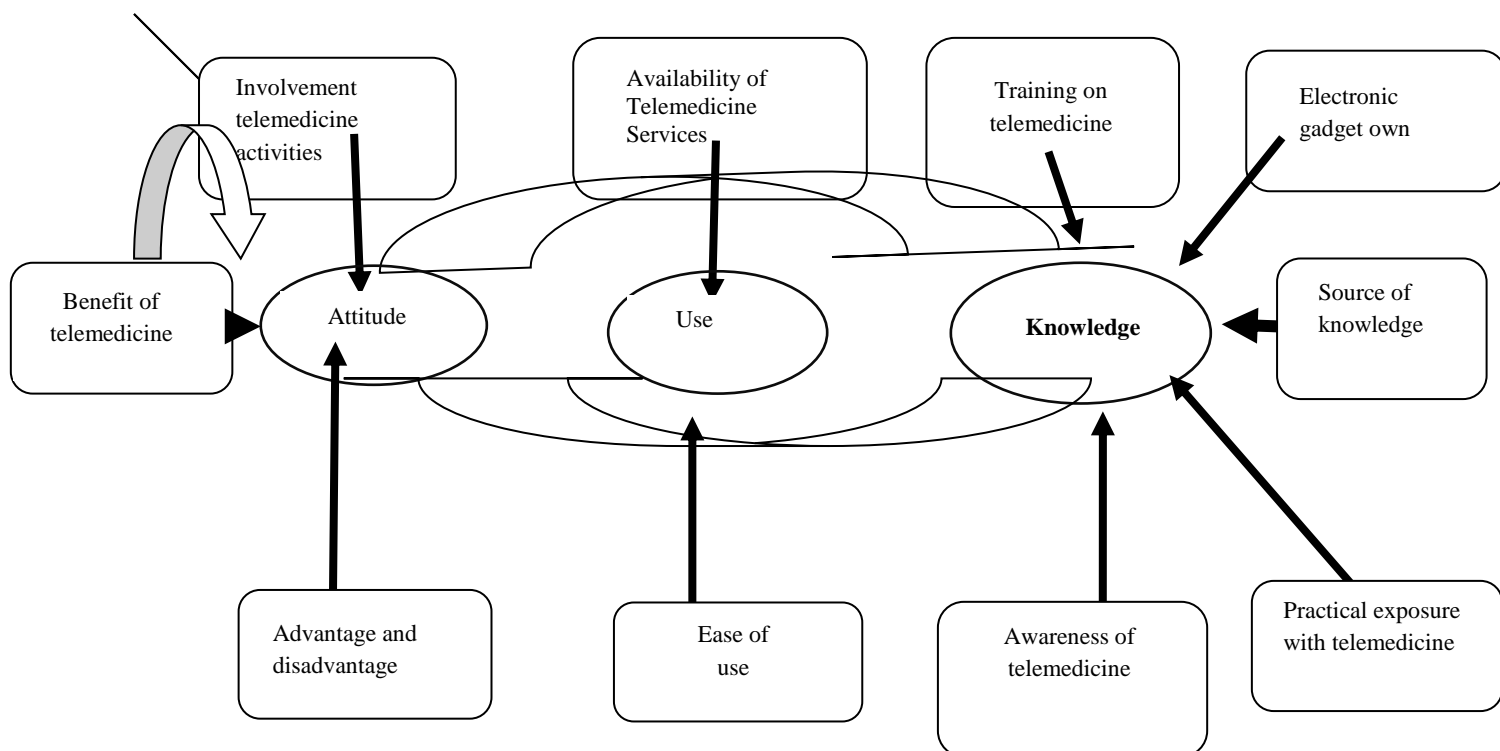 Involvement
telemedicine
activities
Availability of
Telemedicine
Services
Training on
telemedicine
Electronic
gadget own
Benefit of
telemedicine
Attitude
Use
Knowledge
Source of
knowledge
Advantage and
disadvantage
Ease of
use
Awareness of
telemedicine
Practical exposure
with telemedicine